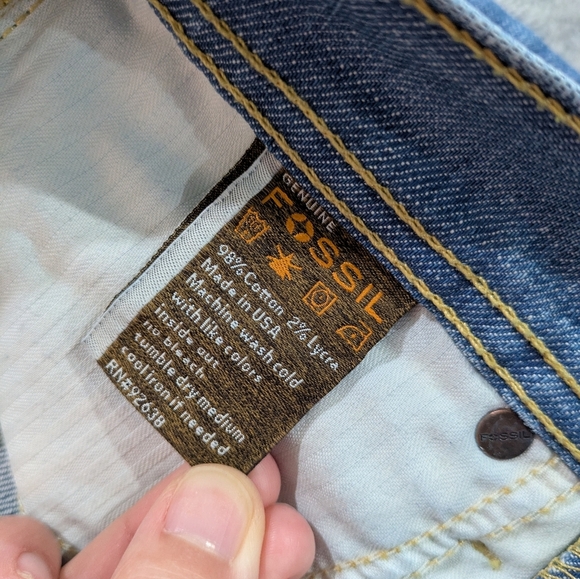 GENUINE
FOSSIL
98% Cotton 2% Lycra
Made in USA
Machine wash cold
with like colors
inside out
no bleach
tumble dry medium
cool iron if needed
RN#92638
FOSSIL